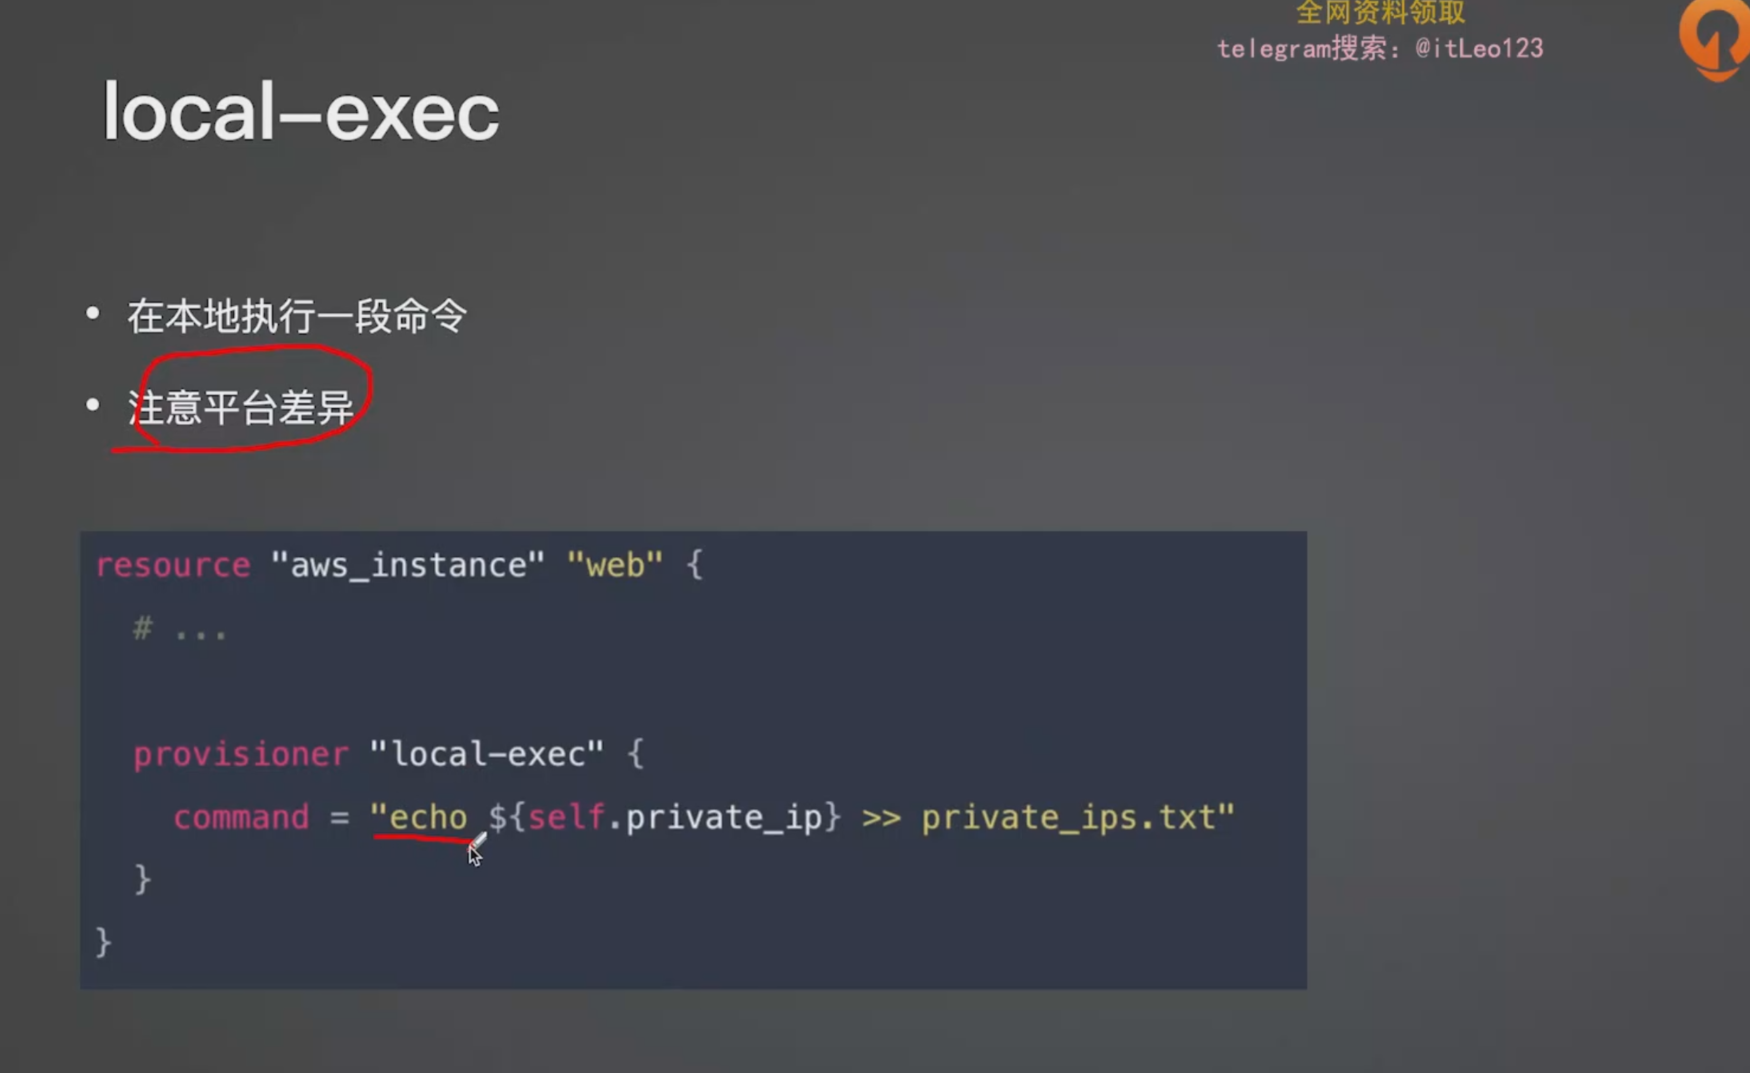 全网资料领取
telegram搜索：@itLeo123
local-exec
• 在本地执行一段命令
• 注意平台差异
resource "aws_instance" "web" {
# ...
provisioner "local-exec" {
command = "echo ${self.private_ip} >> private_ips.txt"
}
}